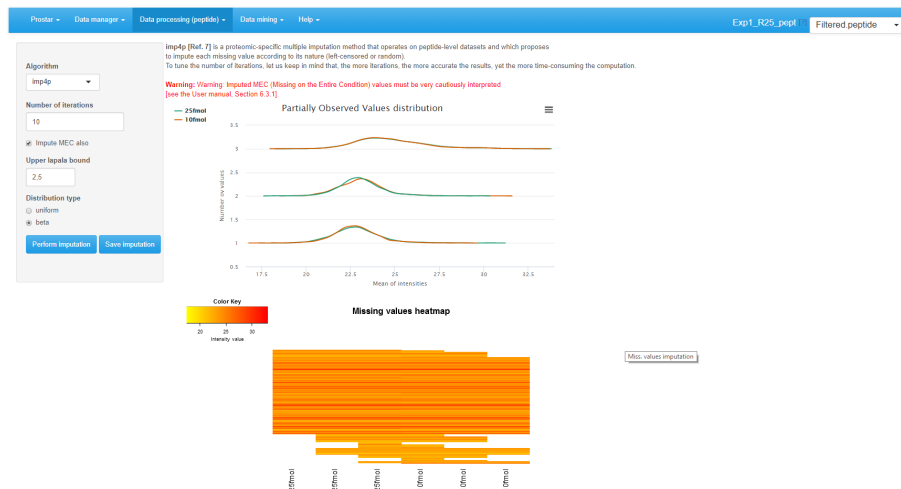 Prostar
Data manager
Data processing (peptide)
Data mining
Help
Exp1_R25_pept [?]
Filtered.peptide
imp4p [Ref. 7] is a proteomic-specific multiple imputation method that operates on peptide-level datasets and which proposes
to impute each missing value according to its nature (left-censored or random).
To tune the number of iterations, let us keep in mind that, the more iterations, the more accurate the results, yet the more time-consuming the computation.
Warning: Warning: Imputed MEC (Missing on the Entire Condition) values must be very cautiously interpreted
[see the User manual, Section 6.3.1]
Algorithm
imp4p
Number of iterations
10
Impute MEC also
Upper lapala bound
2,5
Distribution type
uniform
beta
Perform imputation
Save imputation
25fmol
10fmol
Partially Observed Values distribution
3.5
3
2.5
2
1.5
1
0.5
Number ov values
17.5 20 22.5 25 27.5 30 32.5
Mean of intensities
Color Key
Intensity value
Missing values heatmap
Miss. values imputation
25fmol
25fmol
25fmol
0fmol
0fmol
0fmol